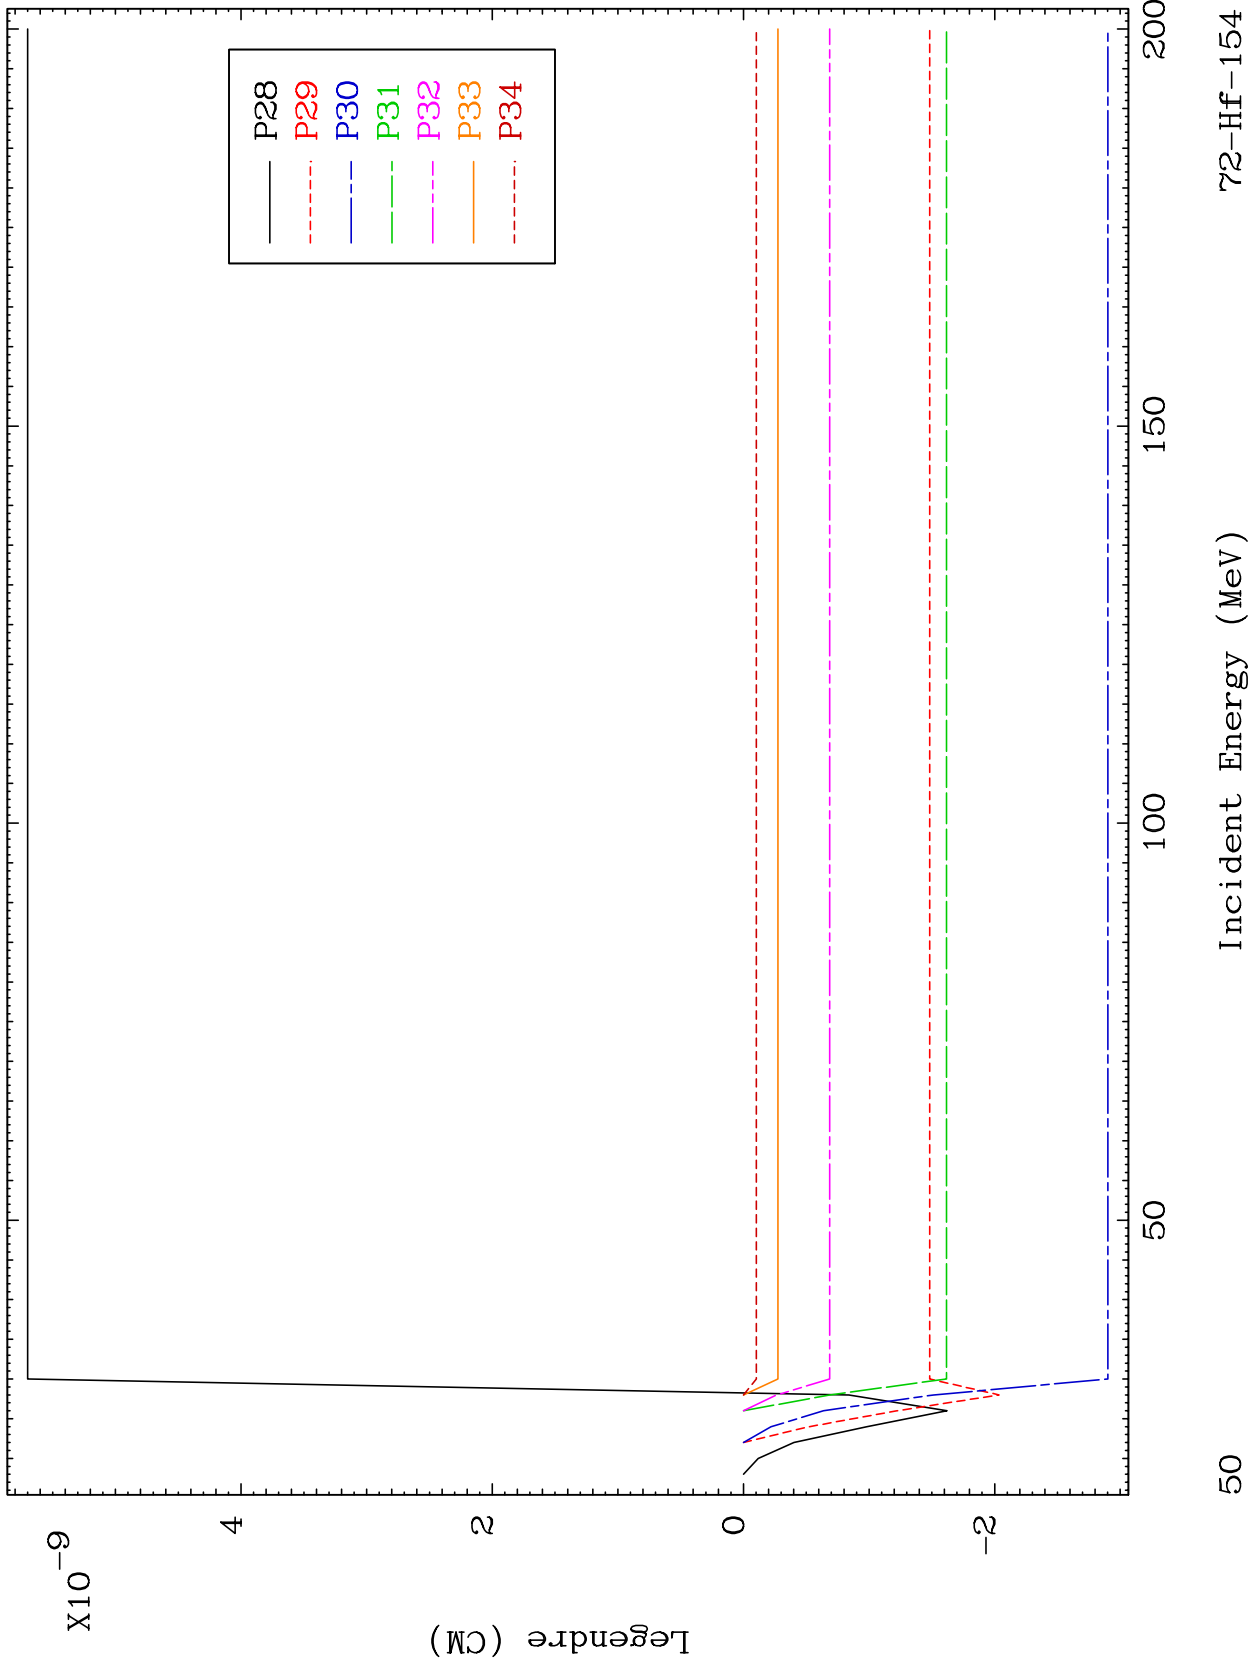 X10⁻⁹
4
2
0
-2
Legendre (CM)
P28
P29
P30
P31
P32
P33
P34
50
100
150
200
Incident Energy (MeV)
50
72-Hf-154